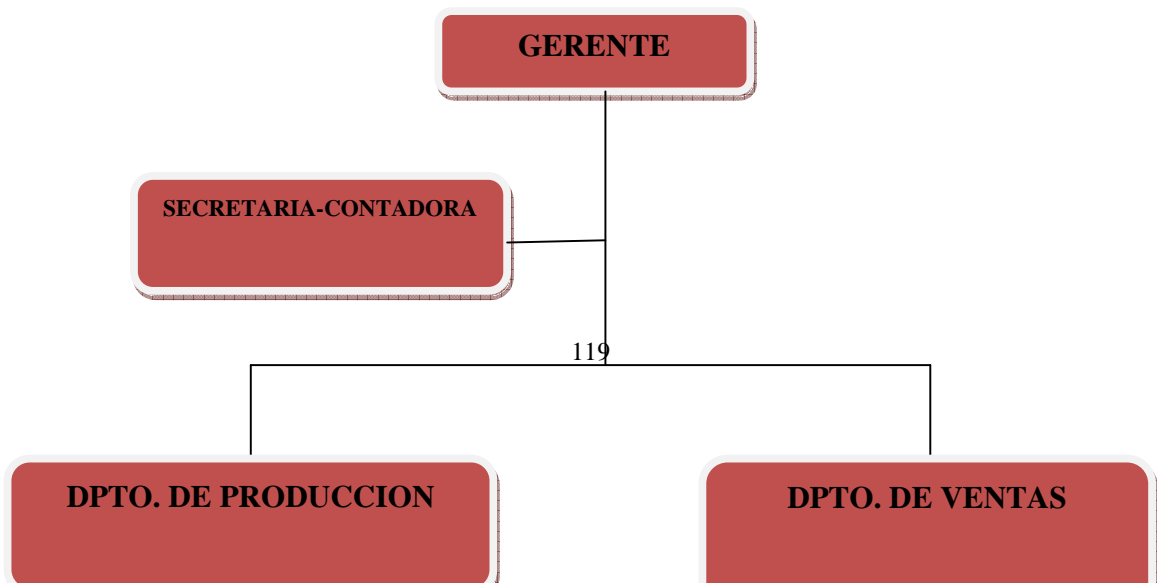 GERENTE
SECRETARIA-CONTADORA
119
DPTO. DE PRODUCCION
DPTO. DE VENTAS